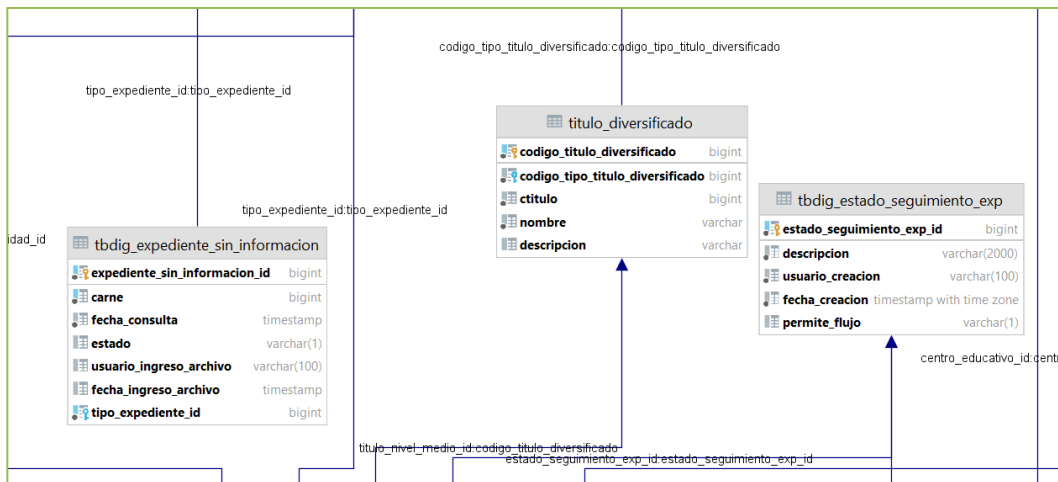 codigo_tipo_titulo_diversificado:codigo_tipo_titulo_diversificado
tipo_expediente_id:tipo_expediente_id
titulo_diversificado
codigo_titulo_diversificado bigint
codigo_tipo_titulo_diversificado bigint
ctitulo bigint
nombre varchar
descripcion varchar
tbdig_estado_seguimiento_exp
estado_seguimiento_exp_id bigint
descripcion varchar(2000)
usuario_creacion varchar(100)
fecha_creacion timestamp with time zone
permite_flujo varchar(1)
tipo_expediente_id:tipo_expediente_id
idad_id
tbdig_expediente_sin_informacion
expediente_sin_informacion_id bigint
carne bigint
fecha_consulta timestamp
estado varchar(1)
usuario_ingreso_archivo varchar(100)
fecha_ingreso_archivo timestamp
tipo_expediente_id bigint
centro_educativo_id:centr
titulo_nivel_medio_id:codigo_titulo_diversificado
estado_seguimiento_exp_id:estado_seguimiento_exp_id